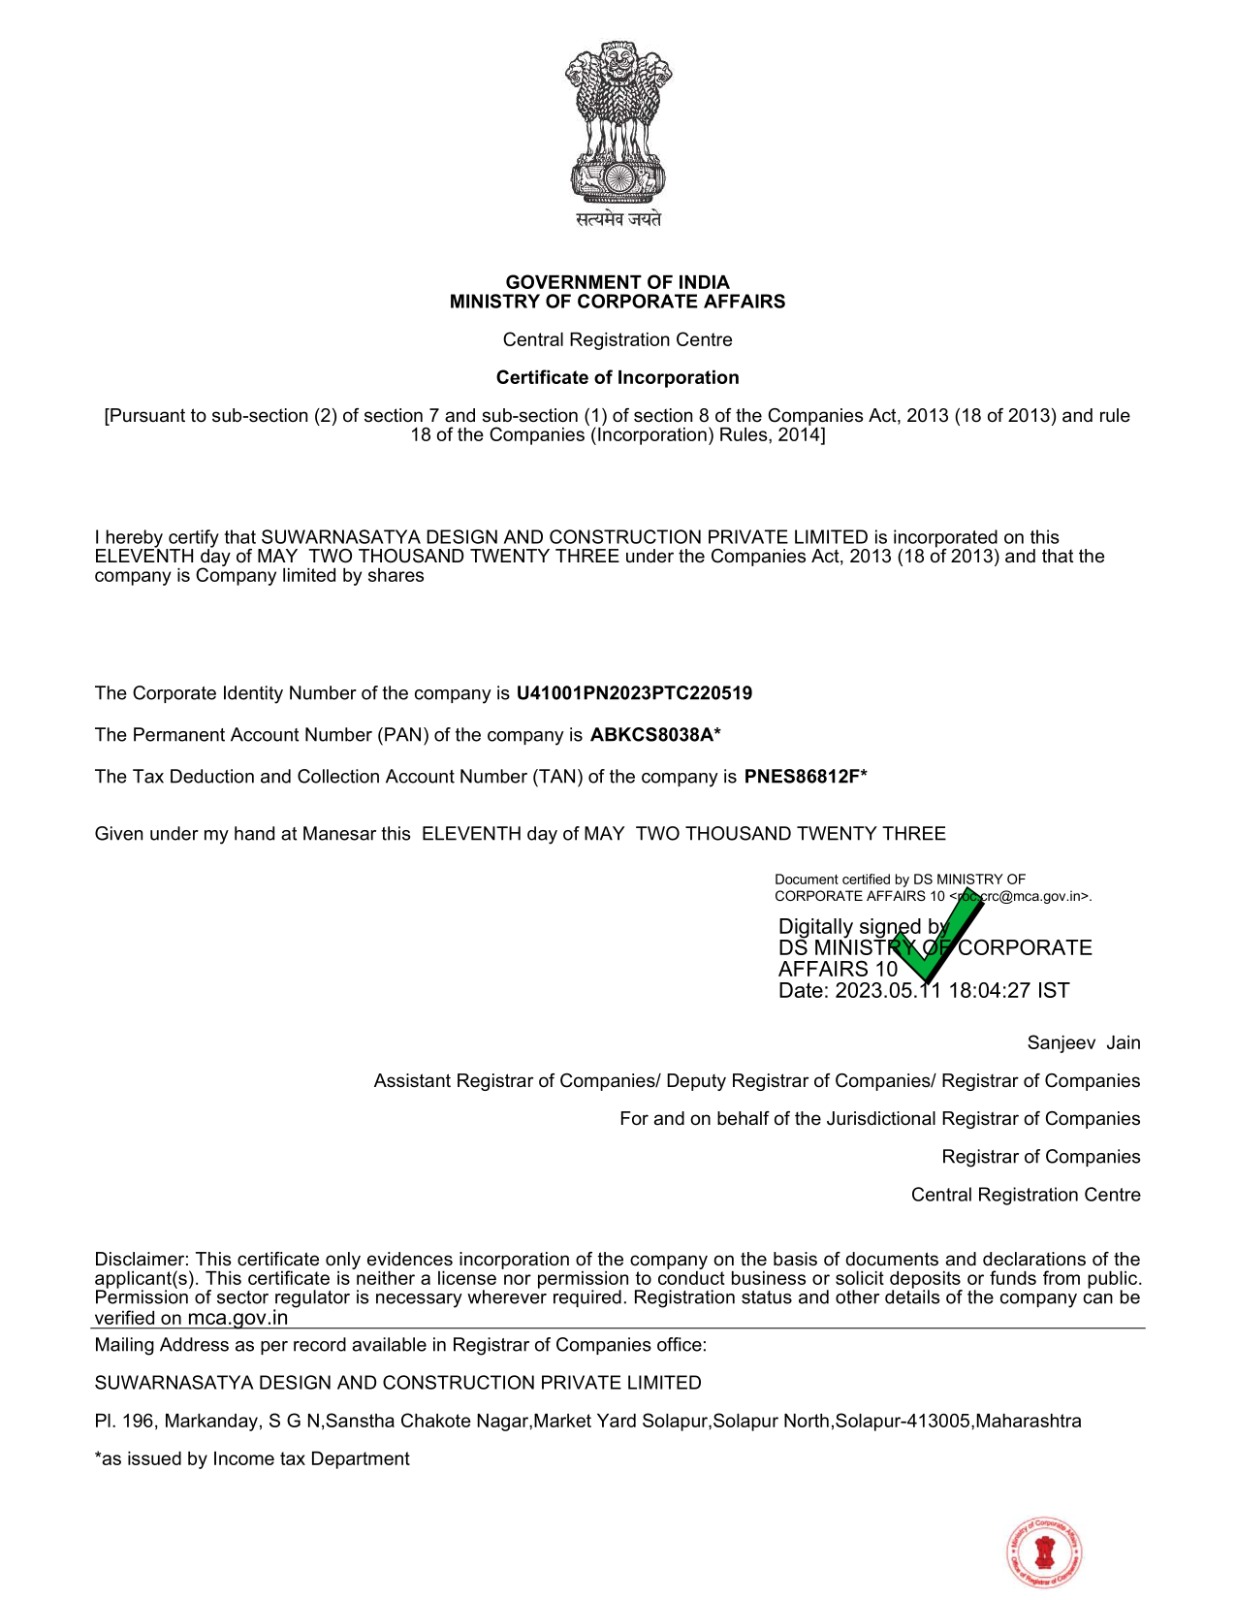 सत्यमेव जयते
GOVERNMENT OF INDIA
MINISTRY OF CORPORATE AFFAIRS
Central Registration Centre
Certificate of Incorporation
[Pursuant to sub-section (2) of section 7 and sub-section (1) of section 8 of the Companies Act, 2013 (18 of 2013) and rule
18 of the Companies (Incorporation) Rules, 2014]
I hereby certify that SUWARNASATYA DESIGN AND CONSTRUCTION PRIVATE LIMITED is incorporated on this
ELEVENTH day of MAY TWO THOUSAND TWENTY THREE under the Companies Act, 2013 (18 of 2013) and that the
company is Company limited by shares
The Corporate Identity Number of the company is U41001PN2023PTC220519
The Permanent Account Number (PAN) of the company is ABKCS8038A*
The Tax Deduction and Collection Account Number (TAN) of the company is PNES86812F*
Given under my hand at Manesar this ELEVENTH day of MAY TWO THOUSAND TWENTY THREE
Document certified by DS MINISTRY OF
CORPORATE AFFAIRS 10 <roc.crc@mca.gov.in>.
Digitally signed by
DS MINISTRY OF CORPORATE
AFFAIRS 10
Date: 2023.05.11 18:04:27 IST
Sanjeev Jain
Assistant Registrar of Companies/ Deputy Registrar of Companies/ Registrar of Companies
For and on behalf of the Jurisdictional Registrar of Companies
Registrar of Companies
Central Registration Centre
Disclaimer: This certificate only evidences incorporation of the company on the basis of documents and declarations of the
applicant(s). This certificate is neither a license nor permission to conduct business or solicit deposits or funds from public.
Permission of sector regulator is necessary wherever required. Registration status and other details of the company can be
verified on mca.gov.in
Mailing Address as per record available in Registrar of Companies office:
SUWARNASATYA DESIGN AND CONSTRUCTION PRIVATE LIMITED
Pl. 196, Markanday, S G N,Sanstha Chakote Nagar,Market Yard Solapur,Solapur North,Solapur-413005,Maharashtra
*as issued by Income tax Department
Ministry of Corporate Affairs
Office of Registrar of Companies